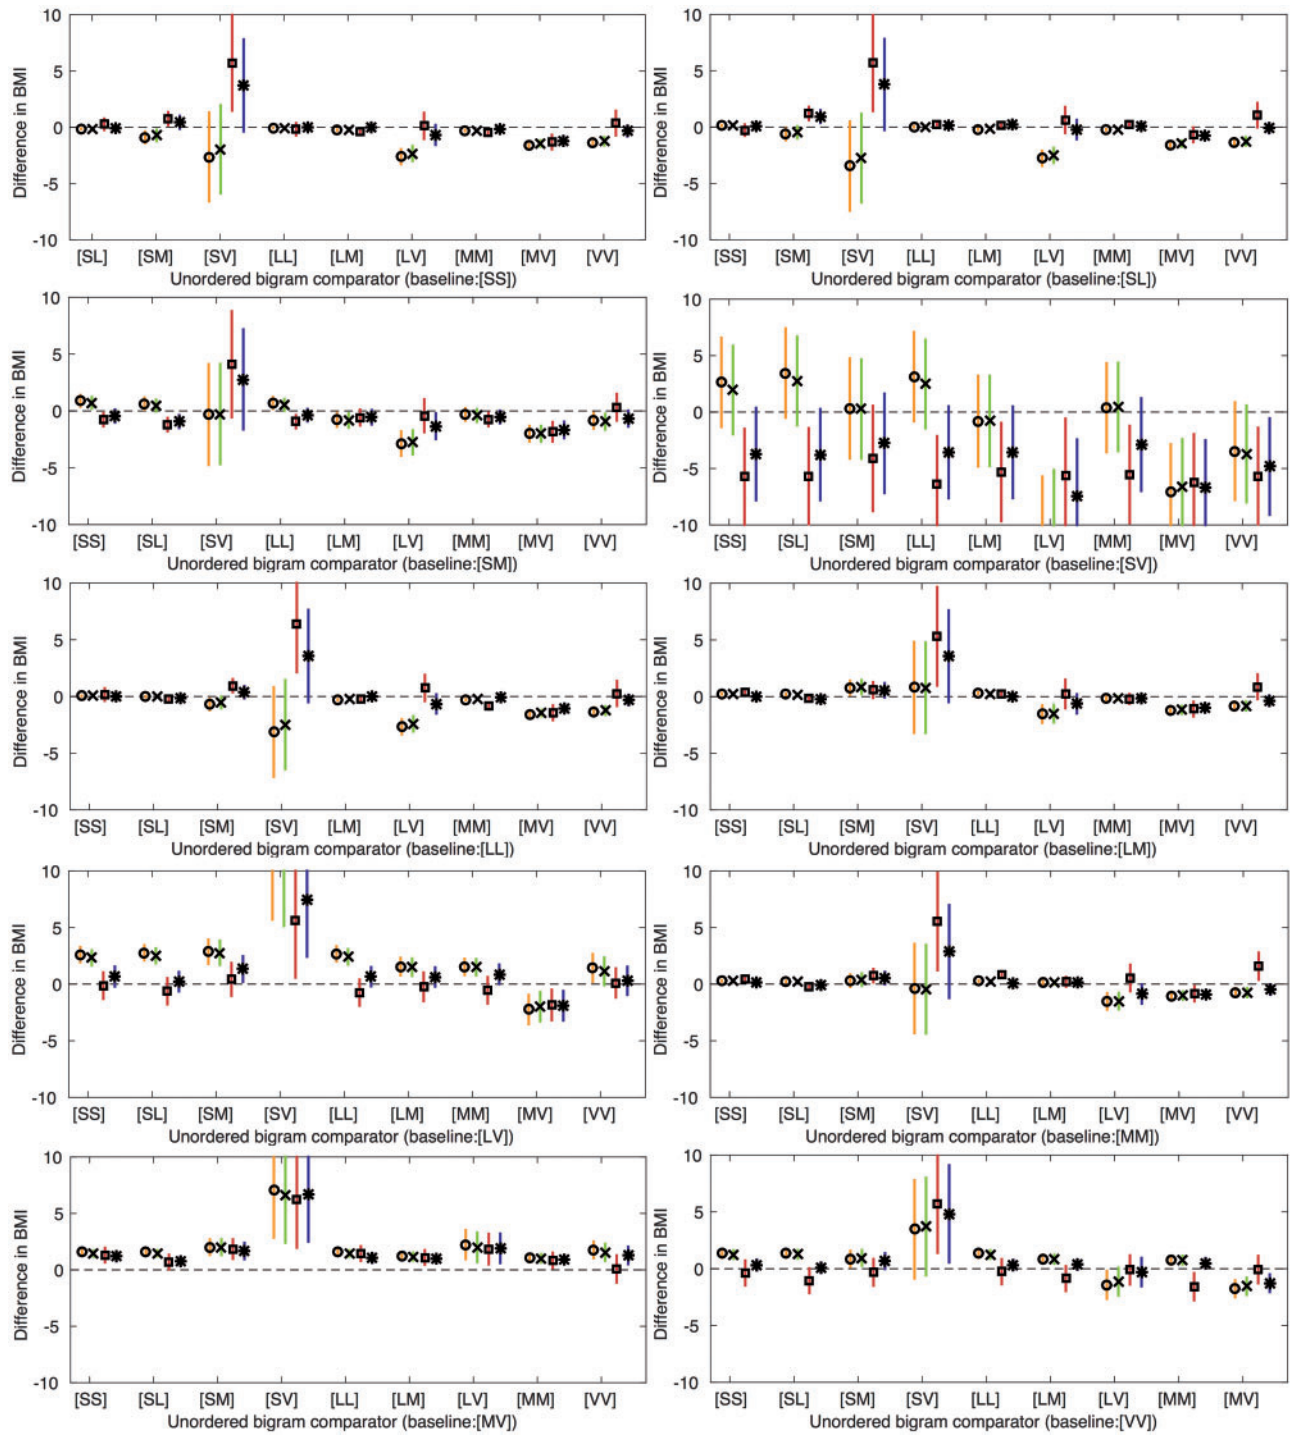 10
5
0
-5
-10
Difference in BMI
[SL] [SM] [SV] [LL] [LM] [LV] [MM] [MV] [VV]
Unordered bigram comparator (baseline:[SS])
10
5
0
-5
-10
Difference in BMI
[SS] [SM] [SV] [LL] [LM] [LV] [MM] [MV] [VV]
Unordered bigram comparator (baseline:[SL])
10
5
0
-5
-10
Difference in BMI
[SS] [SL] [SV] [LL] [LM] [LV] [MM] [MV] [VV]
Unordered bigram comparator (baseline:[SM])
10
5
0
-5
-10
Difference in BMI
[SS] [SL] [SM] [LL] [LM] [LV] [MM] [MV] [VV]
Unordered bigram comparator (baseline:[SV])
10
5
0
-5
-10
Difference in BMI
[SS] [SL] [SM] [SV] [LM] [LV] [MM] [MV] [VV]
Unordered bigram comparator (baseline:[LL])
10
5
0
-5
-10
Difference in BMI
[SS] [SL] [SM] [SV] [LL] [LV] [MM] [MV] [VV]
Unordered bigram comparator (baseline:[LM])
10
5
0
-5
-10
Difference in BMI
[SS] [SL] [SM] [SV] [LL] [LM] [MM] [MV] [VV]
Unordered bigram comparator (baseline:[LV])
10
5
0
-5
-10
Difference in BMI
[SS] [SL] [SM] [SV] [LL] [LM] [LV] [MV] [VV]
Unordered bigram comparator (baseline:[MM])
10
5
0
-5
-10
Difference in BMI
[SS] [SL] [SM] [SV] [LL] [LM] [LV] [MM] [VV]
Unordered bigram comparator (baseline:[MV])
10
5
0
-5
-10
Difference in BMI
[SS] [SL] [SM] [SV] [LL] [LM] [LV] [MM] [MV]
Unordered bigram comparator (baseline:[VV])